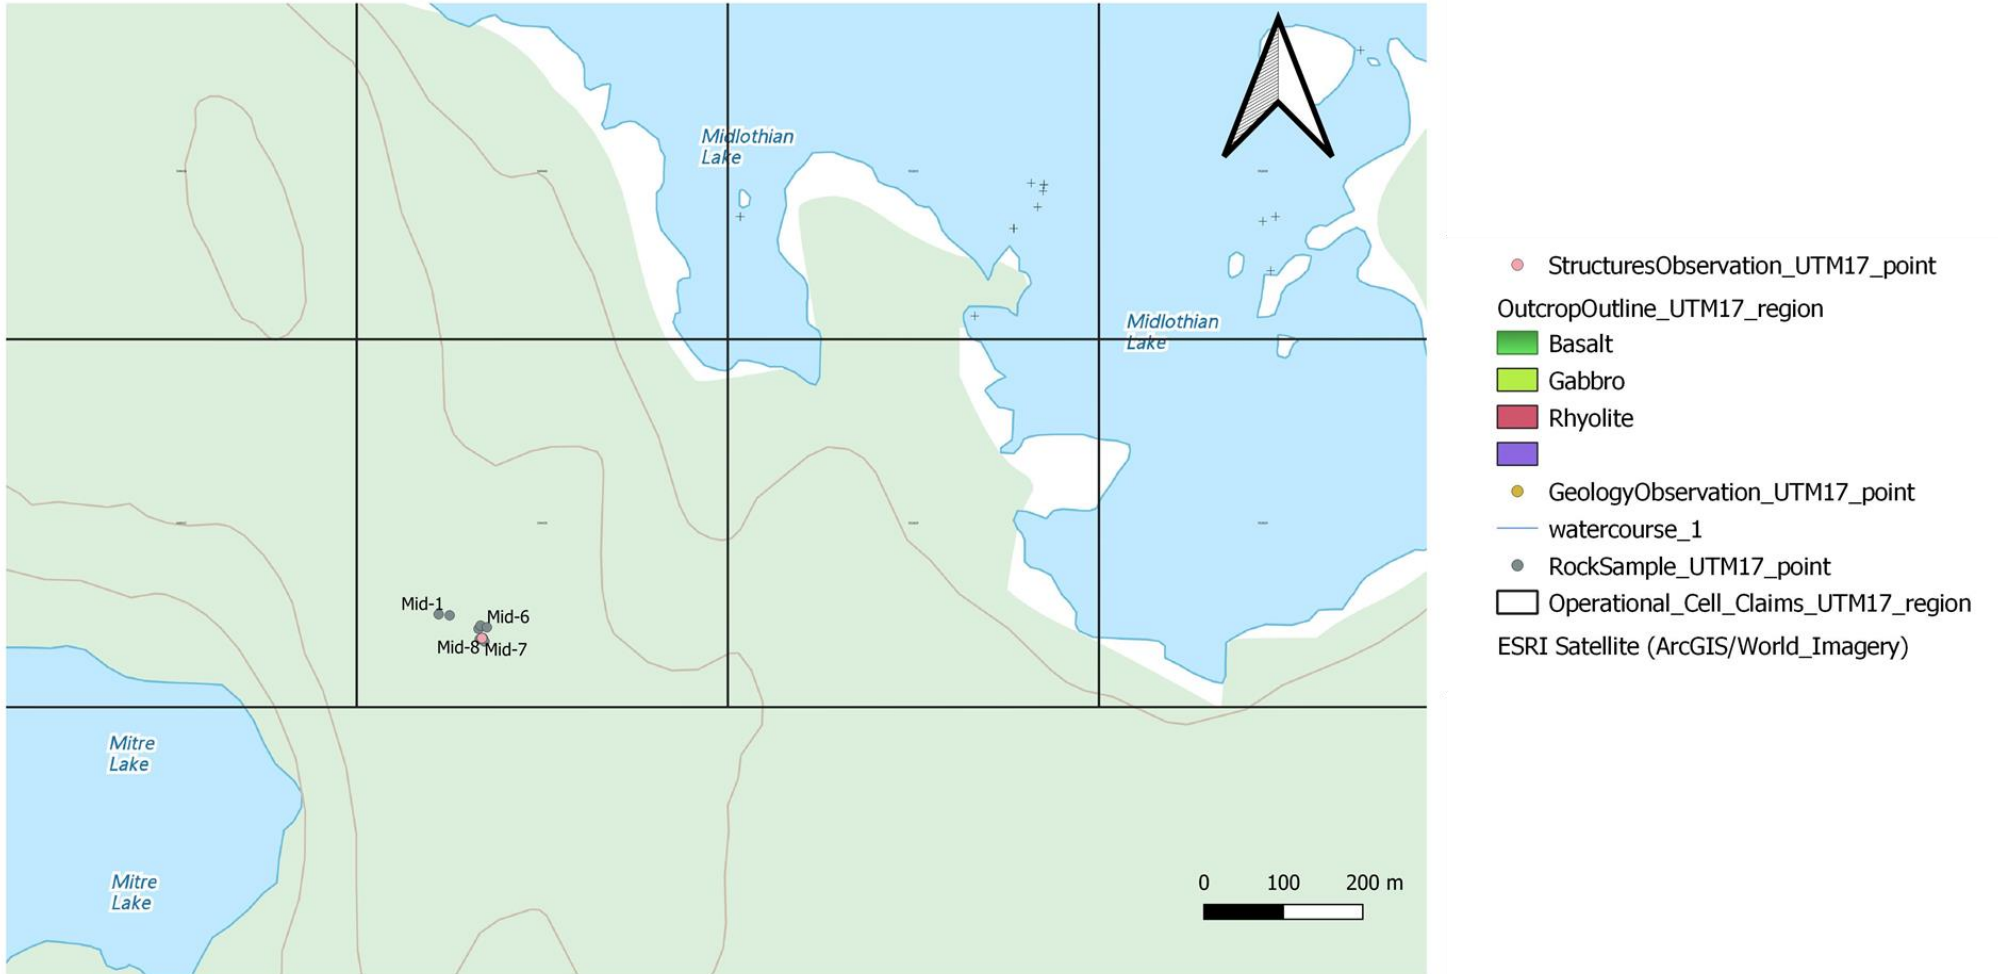 Midlothian
Lake
Midlothian
Lake
Mid-1
Mid-6
Mid-8
Mid-7
Mitre
Lake
Mitre
Lake
0 100 200 m
StructuresObservation_UTM17_point
OutcropOutline_UTM17_region
Basalt
Gabbro
Rhyolite
GeologyObservation_UTM17_point
watercourse_1
RockSample_UTM17_point
Operational_Cell_Claims_UTM17_region
ESRI Satellite (ArcGIS/World_Imagery)